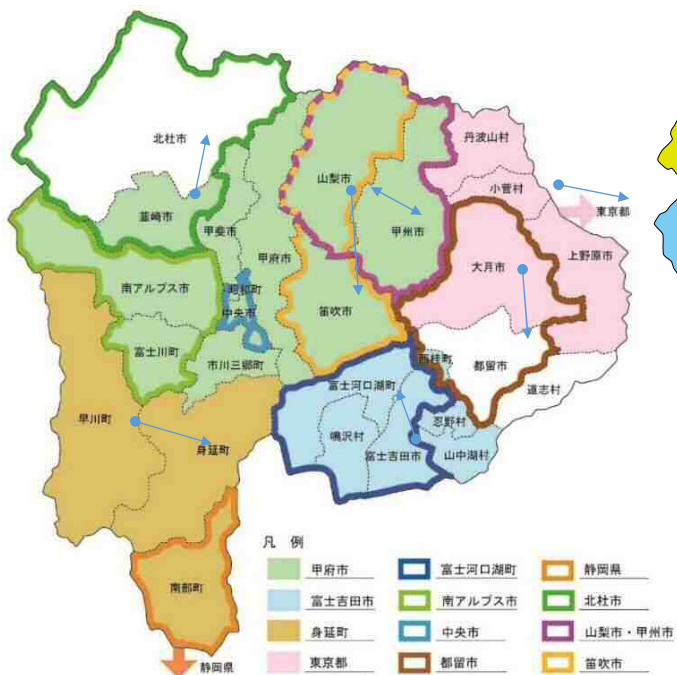 丹波山村
北杜市
小菅村
山梨市
東京都
韮崎市
甲斐市
甲州市
甲府市
上野原市
大月市
南アルプス市
昭和町
笛吹市
中央市
富士川町
西桂町
都留市
市川三郷町
富士河口湖町
道志村
早川町
忍野村
鳴沢村
身延町
富士吉田市
山中湖村
凡 例
甲府市
富士河口湖町
静岡県
富士吉田市
南アルプス市
北杜市
南部町
身延町
中央市
山梨市・甲州市
静岡県
東京都
都留市
笛吹市